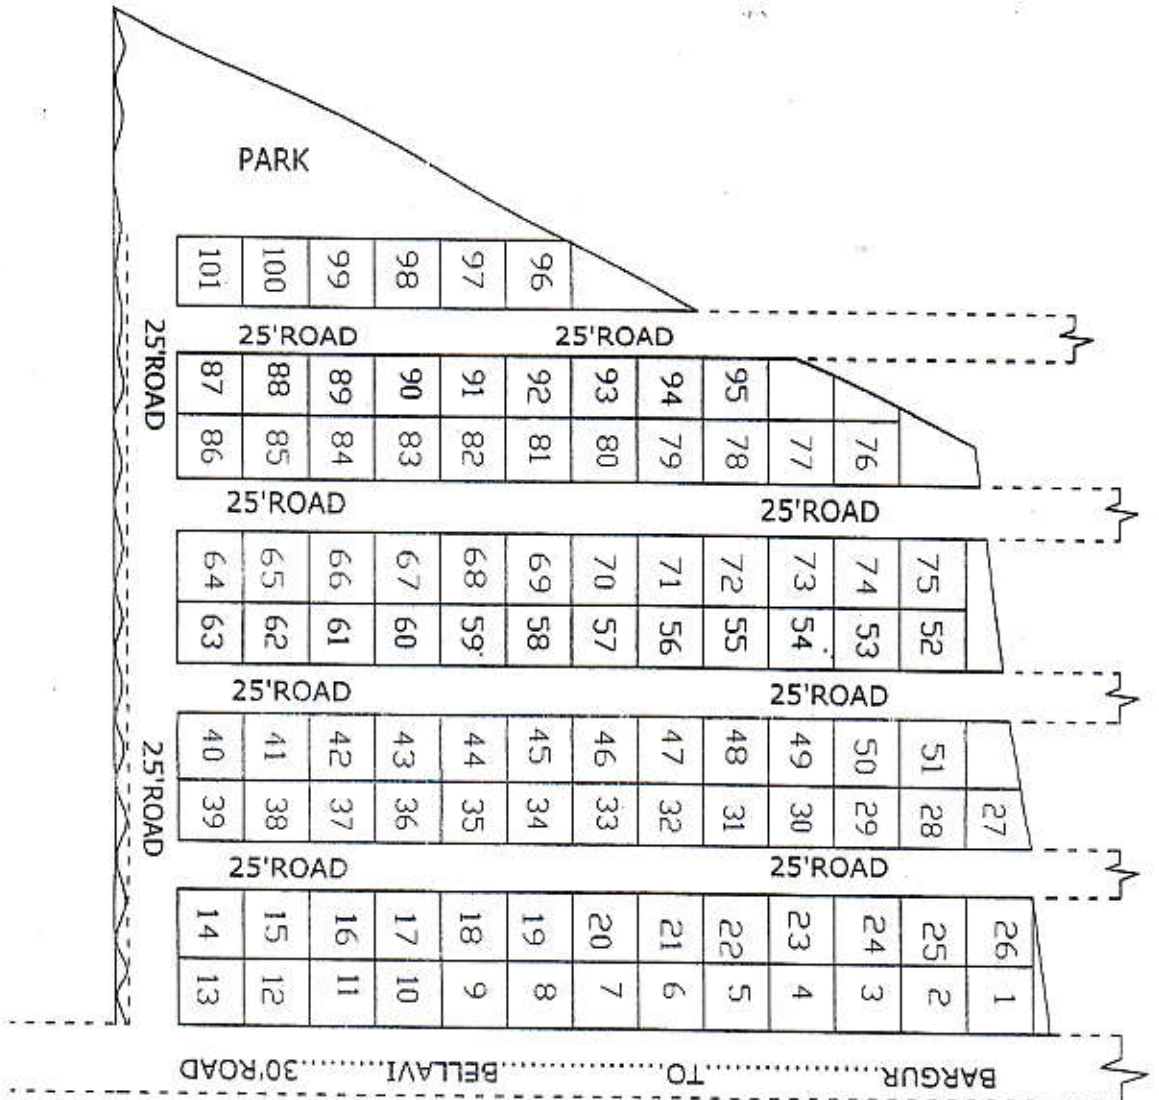 PARK
101 100 99 98 97 96
25'ROAD 25'ROAD
25'ROAD
87 88 89 90 91 92 93 94 95
86 85 84 83 82 81 80 79 78 77 76
25'ROAD 25'ROAD
64 65 66 67 68 69 70 71 72 73 74 75
63 62 61 60 59 58 57 56 55 54 53 52
25'ROAD 25'ROAD
25'ROAD
40 41 42 43 44 45 46 47 48 49 50 51
39 38 37 36 35 34 33 32 31 30 29 28 27
25'ROAD 25'ROAD
14 15 16 17 18 19 20 21 22 23 24 25 26
13 12 11 10 9 8 7 6 5 4 3 2 1
BARGUR....................TO....................BELLAVI..........30'ROAD